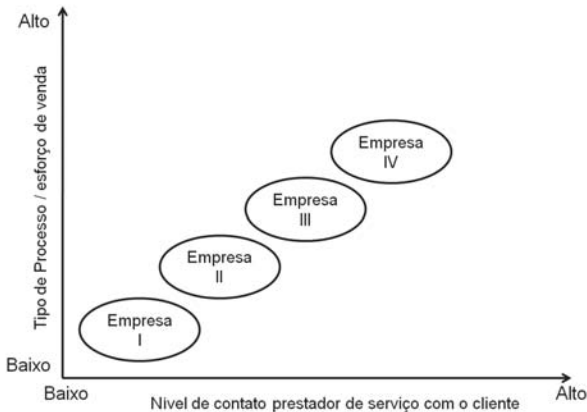 Alto
Tipo de Processo / esforço de venda
Empresa
IV
Empresa
III
Empresa
II
Empresa
I
Baixo
Baixo
Nivel de contato prestador de serviço com o cliente
Alto